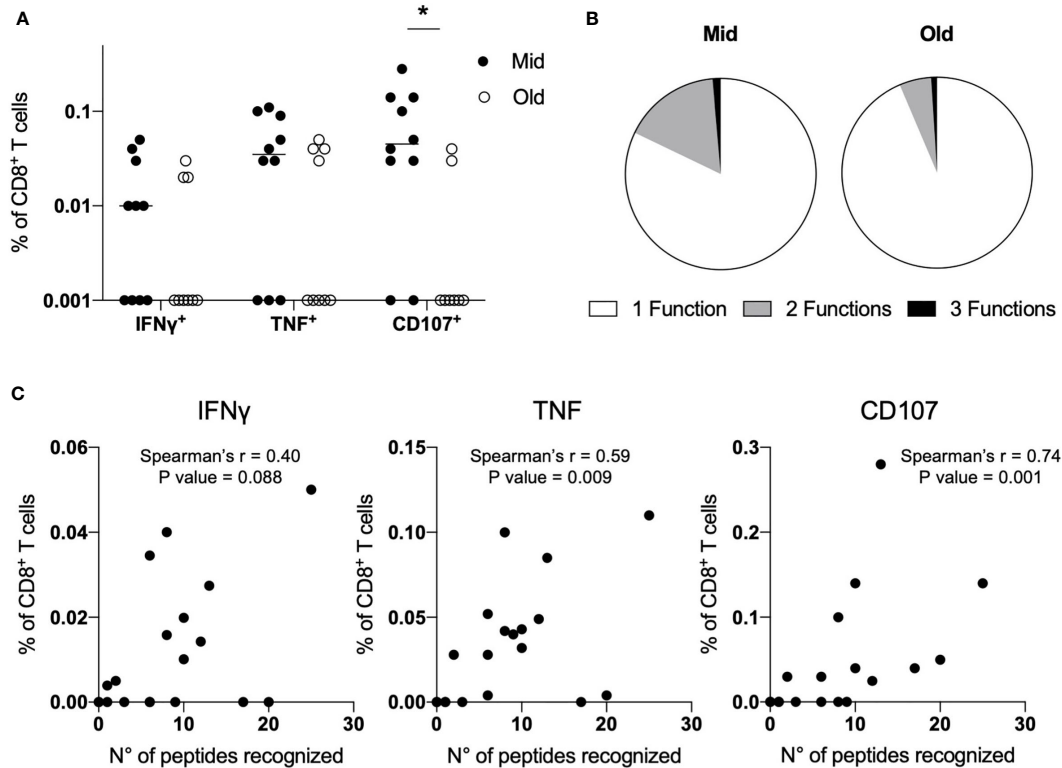 A
*
Mid
Old
% of CD8⁺ T cells
0.1
0.01
0.001
IFNγ⁺
TNF⁺
CD107⁺
B
Mid
Old
1 Function
2 Functions
3 Functions
C
IFNγ
Spearman's r = 0.40
P value = 0.088
% of CD8⁺ T cells
0.06
0.04
0.02
0.00
0
10
20
30
N° of peptides recognized
TNF
Spearman's r = 0.59
P value = 0.009
% of CD8⁺ T cells
0.15
0.10
0.05
0.00
0
10
20
30
N° of peptides recognized
CD107
Spearman's r = 0.74
P value = 0.001
% of CD8⁺ T cells
0.3
0.2
0.1
0.0
0
10
20
30
N° of peptides recognized